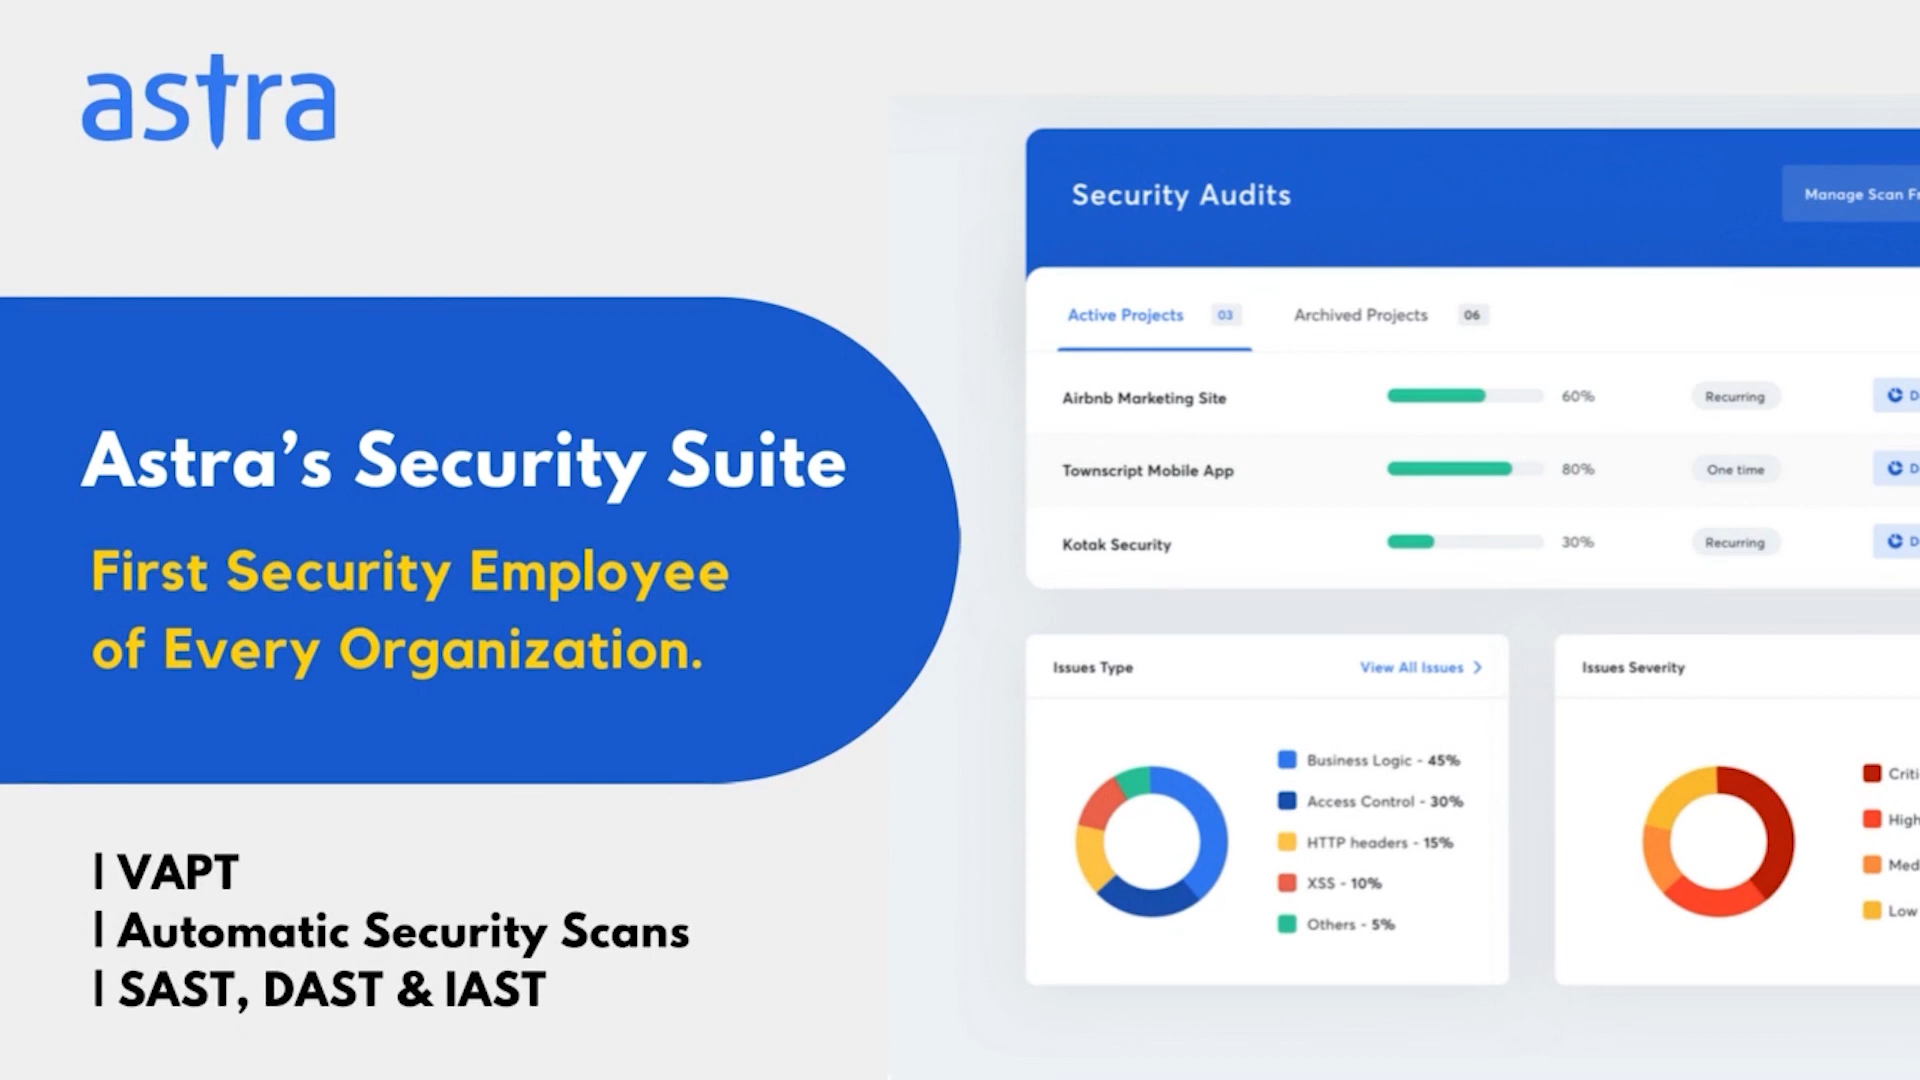 astra
Astra’s Security Suite
First Security Employee
of Every Organization.
| VAPT
| Automatic Security Scans
| SAST, DAST & IAST
Security Audits
Manage Scan
Active Projects 03 Archived Projects 06
Airbnb Marketing Site 60% Recurring
Townscript Mobile App 80% One time
Kotak Security 30% Recurring
Issues Type View All Issues >
Business Logic - 45%
Access Control - 30%
HTTP headers - 15%
XSS - 10%
Others - 5%
Issues Severity
High
Low